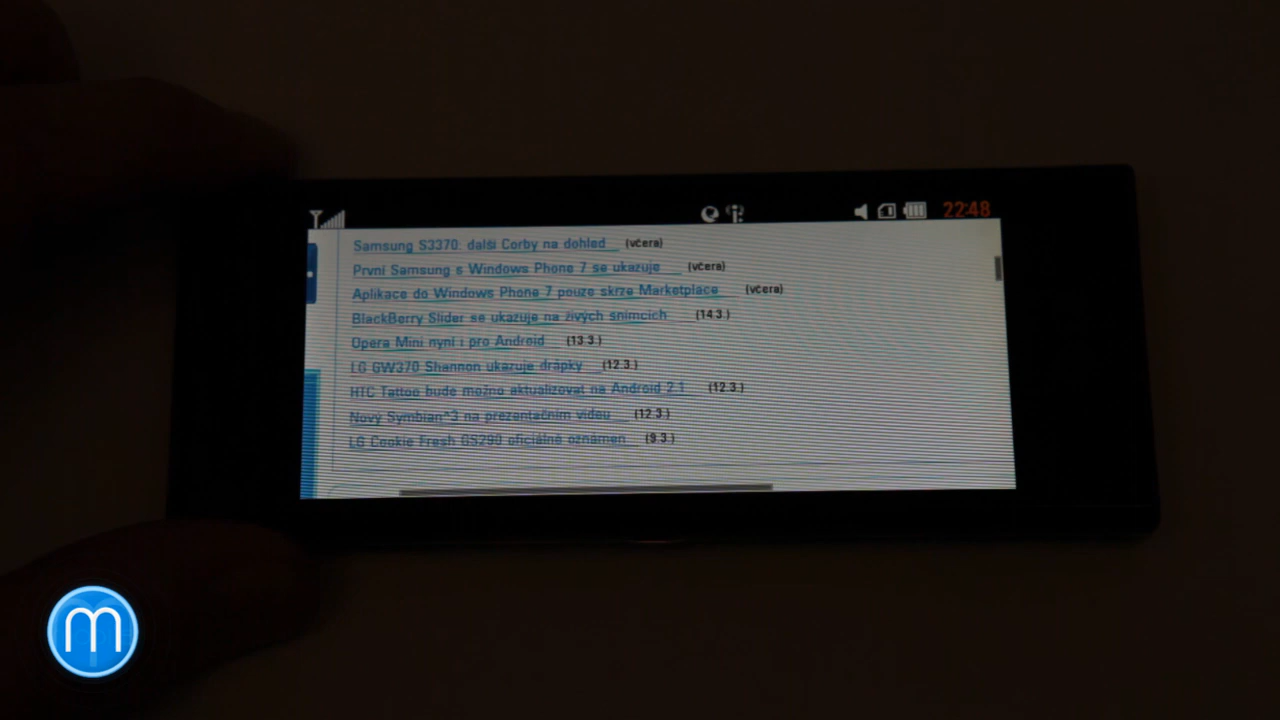 22:48
Samsung S3370: další Corby na dohled (včera)
První Samsung s Windows Phone 7 se ukazuje (včera)
Aplikace do Windows Phone 7 pouze skrze Marketplace (včera)
BlackBerry Slider se ukazuje na živých snímcích (14.3.)
Opera Mini nyní i pro Android (13.3.)
LG GW370 Shannon ukazuje drápky (12.3.)
HTC Tattoo bude možno aktualizovat na Android 2.1 (12.3.)
Nový Symbian^3 na prezentačním videu (12.3.)
LG Cookie Fresh GS290 oficiálně oznámen (9.3.)
m